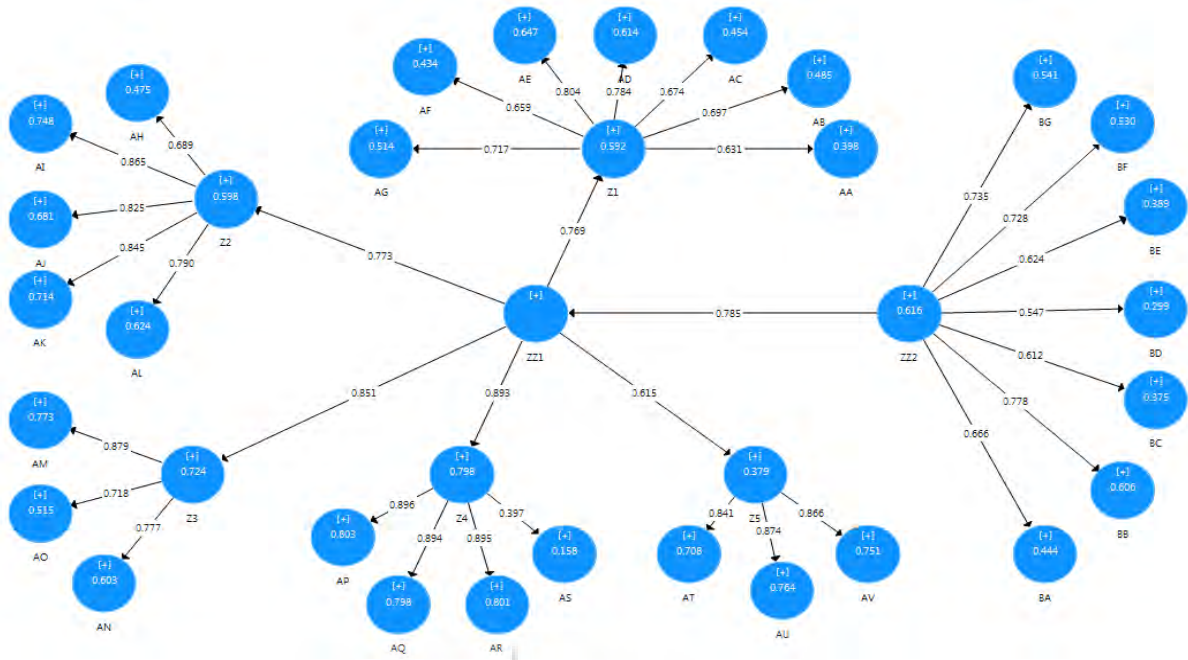 [+]
0.434
AF
[+]
0.647
AE
[+]
0.614
AD
[+]
0.454
AC
[+]
0.485
AB
[+]
0.398
AA
[+]
0.514
AG
[+]
0.592
Z1
0.659
0.804
0.784
0.674
0.697
0.717
0.631
0.769
[+]
0.475
AH
[+]
0.748
AI
[+]
0.681
AJ
[+]
0.714
AK
[+]
0.624
AL
[+]
0.598
Z2
0.689
0.865
0.825
0.845
0.790
0.773
[+]
ZZ1
0.785
[+]
0.616
ZZ2
[+]
0.541
BG
[+]
0.530
BF
[+]
0.389
BE
[+]
0.299
BD
[+]
0.375
BC
[+]
0.606
BB
[+]
0.444
BA
0.735
0.728
0.624
0.547
0.612
0.778
0.666
0.851
0.893
0.615
[+]
0.773
AM
[+]
0.515
AO
[+]
0.603
AN
[+]
0.724
Z3
0.879
0.718
0.777
[+]
0.798
Z4
[+]
0.803
AP
[+]
0.798
AQ
[+]
0.801
AR
[+]
0.158
AS
0.896
0.894
0.895
0.397
[+]
0.379
Z5
[+]
0.708
AT
[+]
0.764
AU
[+]
0.751
AV
0.841
0.874
0.866